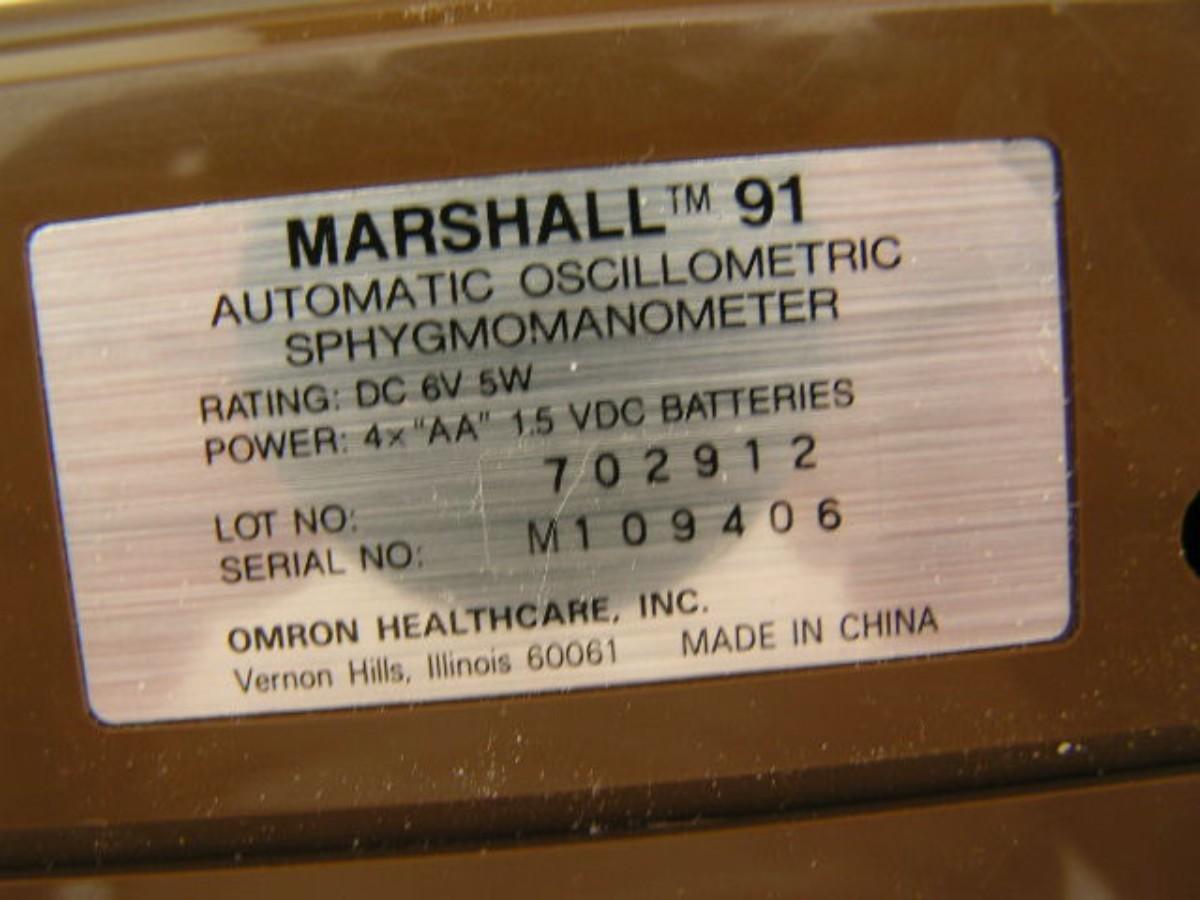 MARSHALL™ 91
AUTOMATIC OSCILLOMETRIC
SPHYGMOMANOMETER
RATING: DC 6V 5W
POWER: 4x "AA" 1.5 VDC BATTERIES
702912
LOT NO:
M109406
SERIAL NO:
OMRON HEALTHCARE, INC.
Vernon Hills, Illinois 60061 MADE IN CHINA